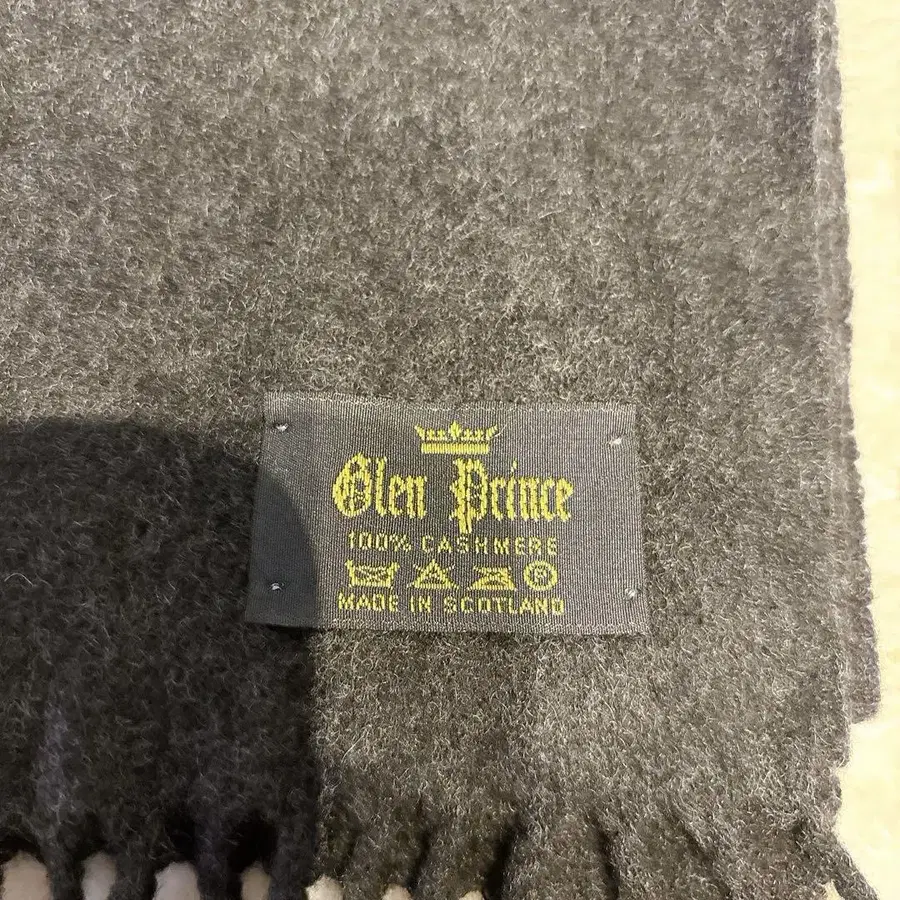 Glen Prince
100% CASHMERE
P
MADE IN SCOTLAND